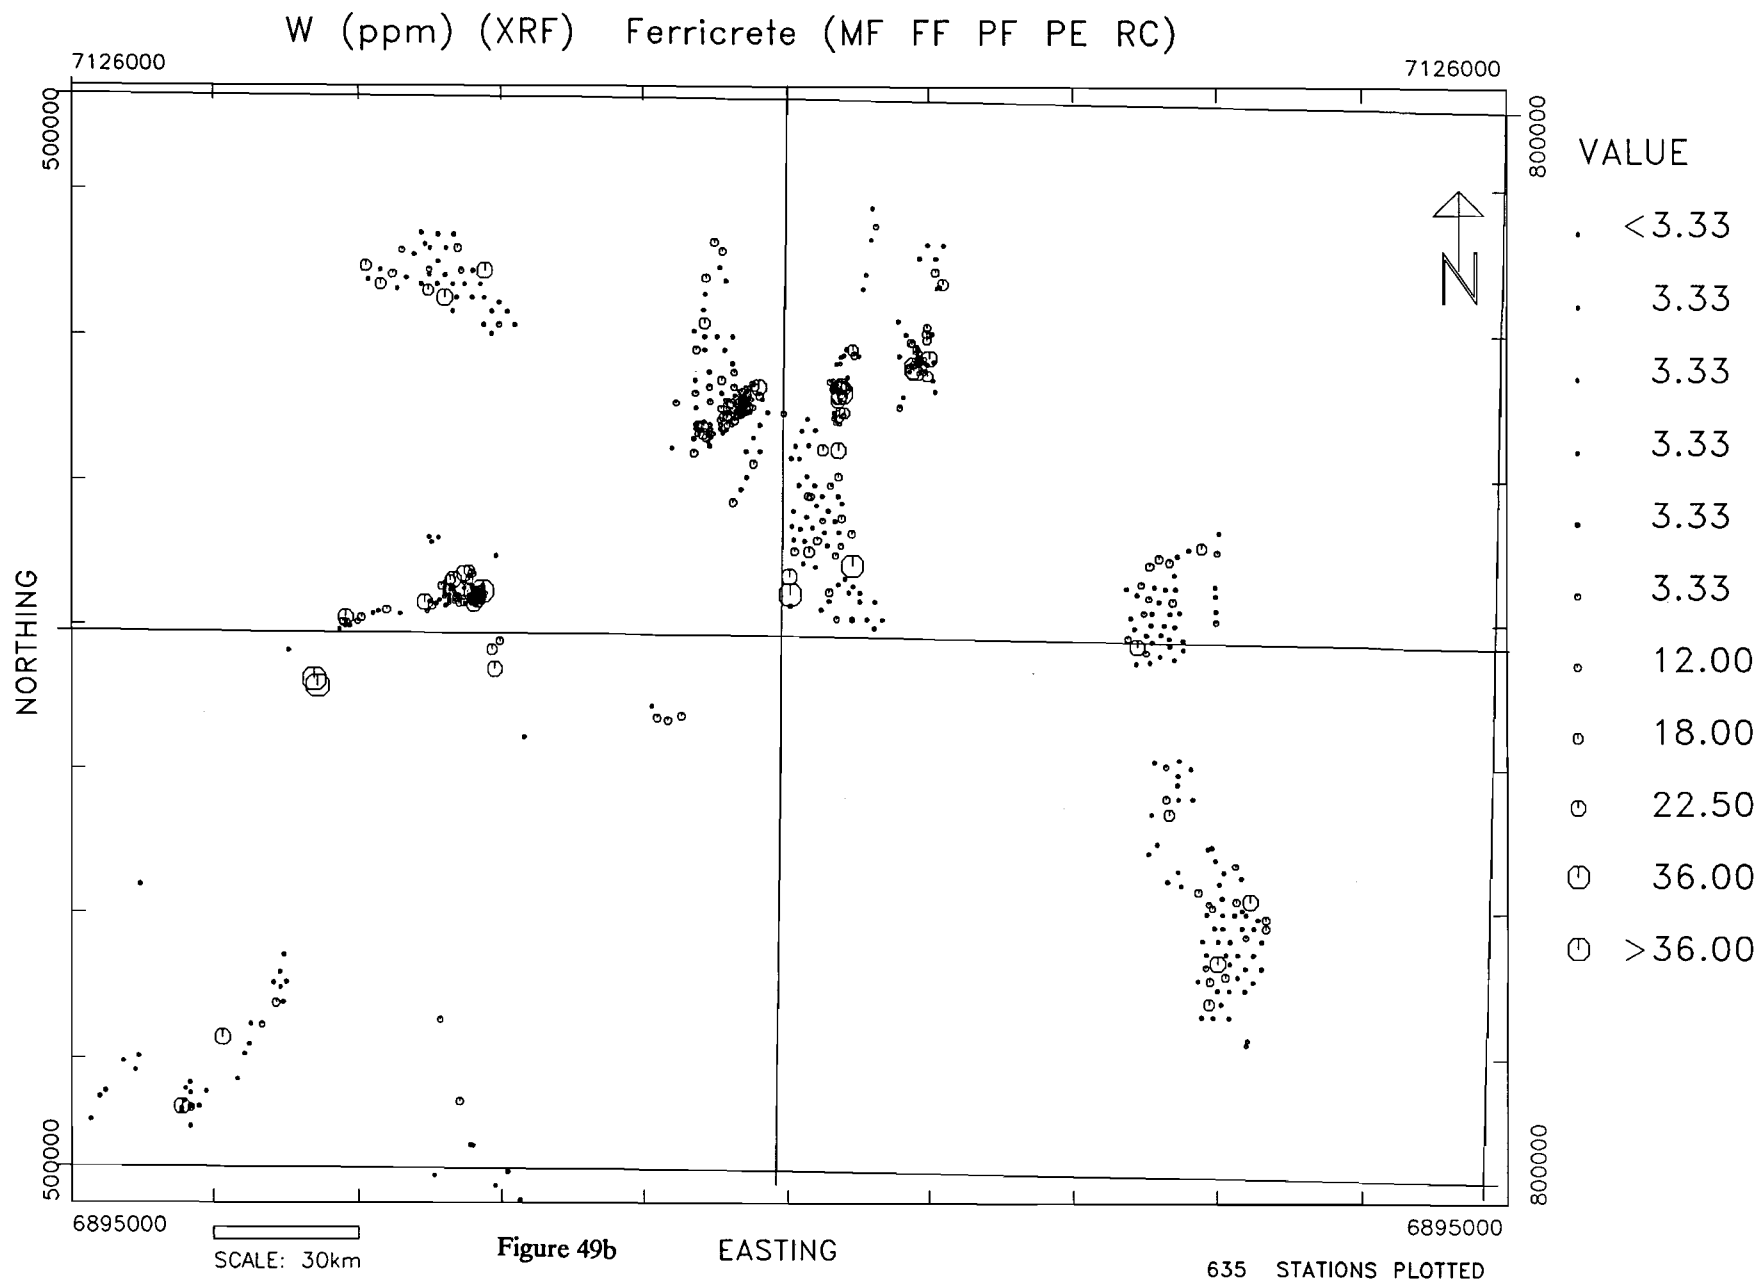 W (ppm) (XRF) Ferricrete (MF FF PF PE RC)
7126000
7126000
500000
800000
VALUE
<3.33
3.33
3.33
3.33
3.33
3.33
12.00
18.00
22.50
36.00
>36.00
N
NORTHING
500000
800000
6895000
6895000
SCALE: 30km
Figure 49b
EASTING
635 STATIONS PLOTTED